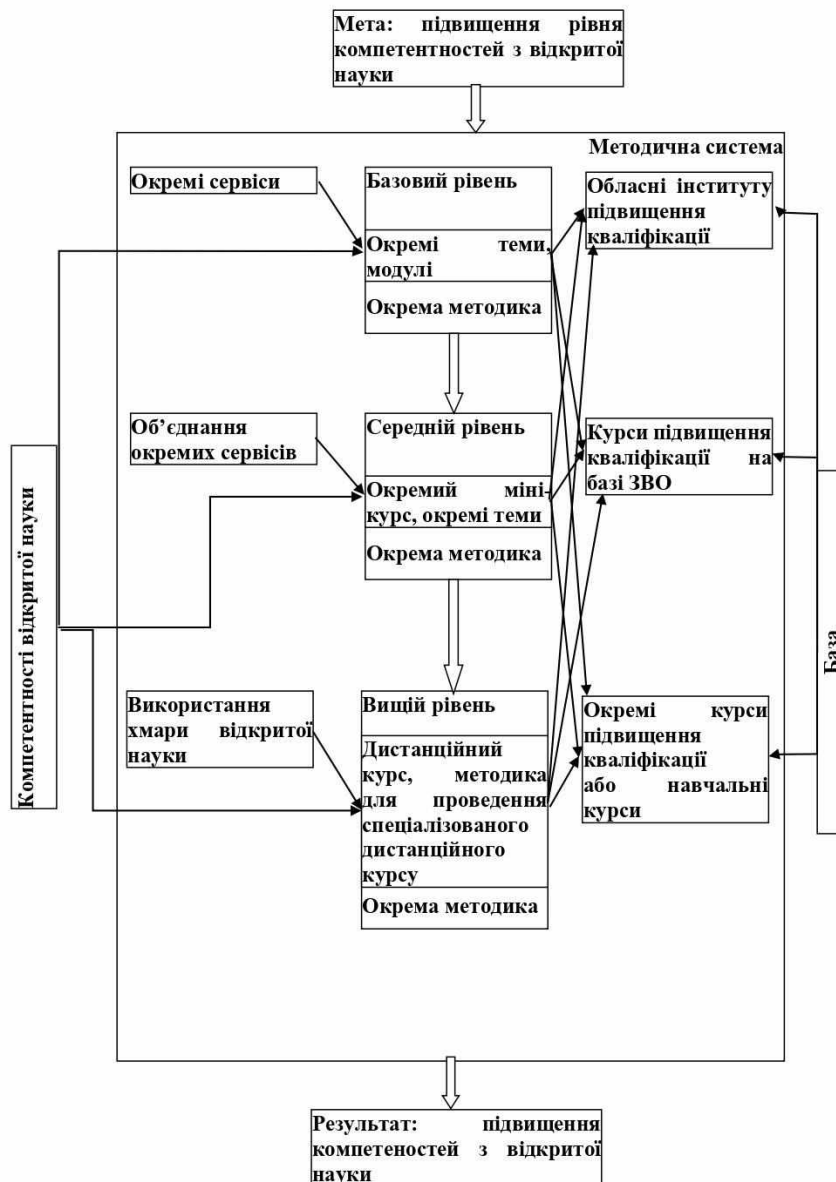 Мета: підвищення рівня
компетентностей з відкритої
науки
Методична система
Окремі сервіси
Базовий рівень
Окремі теми,
модулі
Окрема методика
Обласні інституту
підвищення
кваліфікації
Об’єднання
окремих сервісів
Середній рівень
Окремий міні-
курс, окремі теми
Окрема методика
Курси підвищення
кваліфікації на
базі ЗВО
Компетентності відкритої науки
База
Використання
хмари відкритої
науки
Вищій рівень
Дистанційний
курс, методика
для проведення
спеціалізованого
дистанційного
курсу
Окрема методика
Окремі курси
підвищення
кваліфікації
або навчальні
курси
Результат: підвищення
компетеностей з відкритої
науки